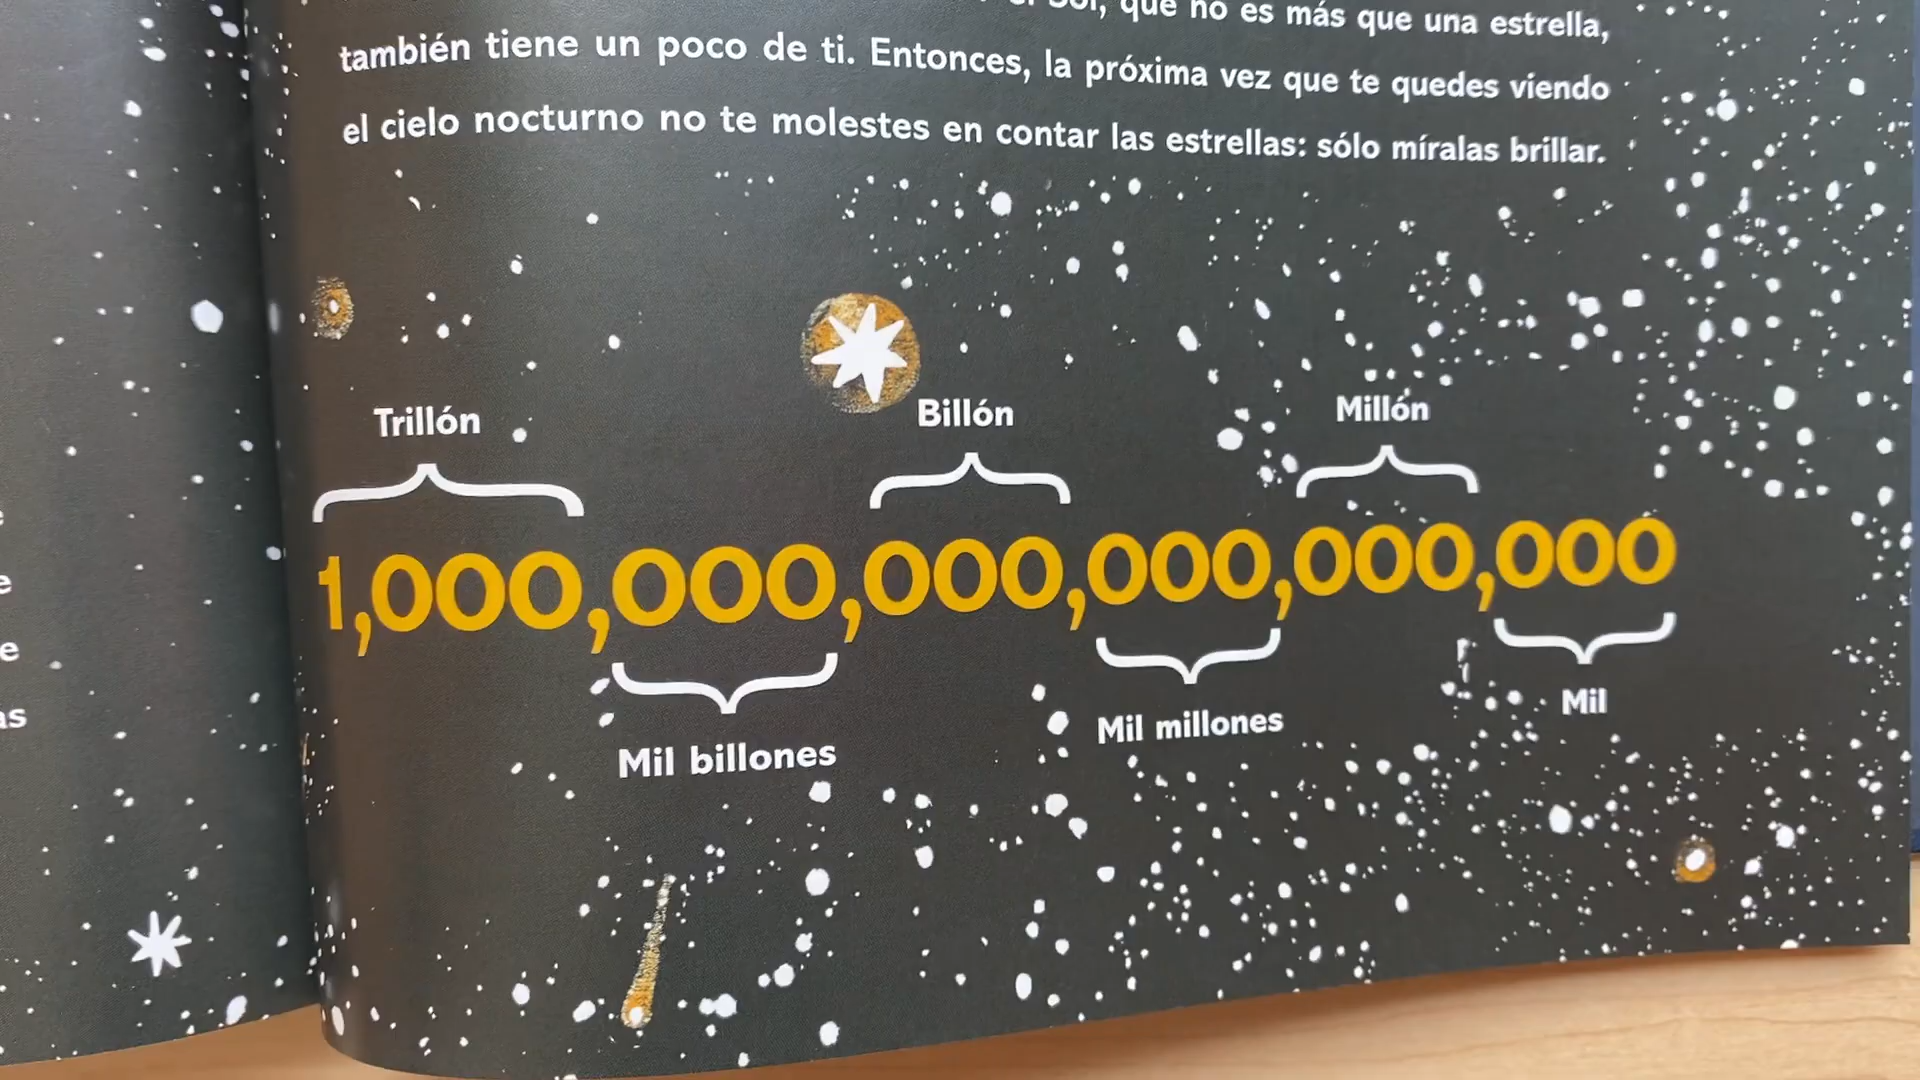 Sol, que no es más que una estrella,
también tiene un poco de ti. Entonces, la próxima vez que te quedes viendo
el cielo nocturno no te molestes en contar las estrellas: sólo míralas brillar.
Trillón
Billón
Millón
1,000,000,000,000,000,000
Mil billones
Mil millones
Mil